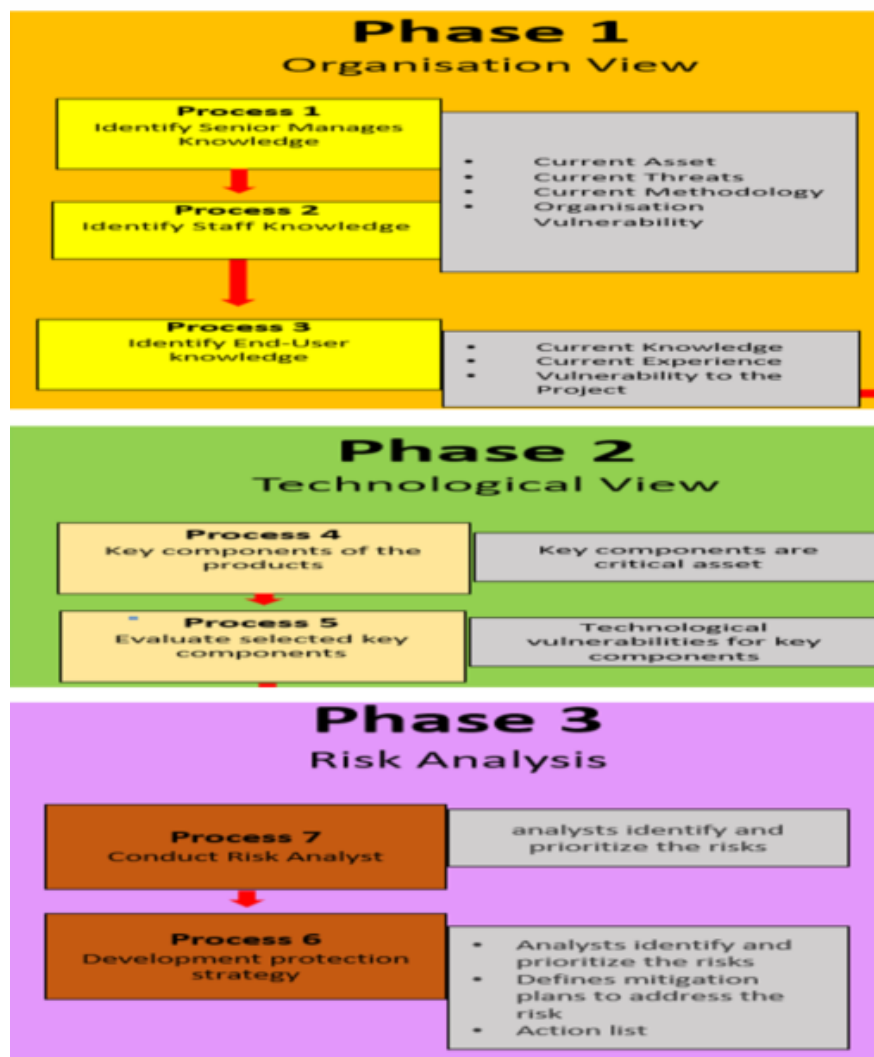 Phase 1
Organisation View
Process 1
Identify Senior Manages
Knowledge
Process 2
Identify Staff Knowledge
• Current Asset
• Current Threats
• Current Methodology
• Organisation
Vulnerability
Process 3
Identify End-User
knowledge
• Current Knowledge
• Current Experience
• Vulnerability to the
Project
Phase 2
Technological View
Process 4
Key components of the
products
Key components are
critical asset
Process 5
Evaluate selected key
components
Technological
vulnerabilities for key
components
Phase 3
Risk Analysis
Process 7
Conduct Risk Analyst
analysts identify and
prioritize the risks
Process 6
Development protection
strategy
• Analysts identify and
prioritize the risks
• Defines mitigation
plans to address the
risk
• Action list